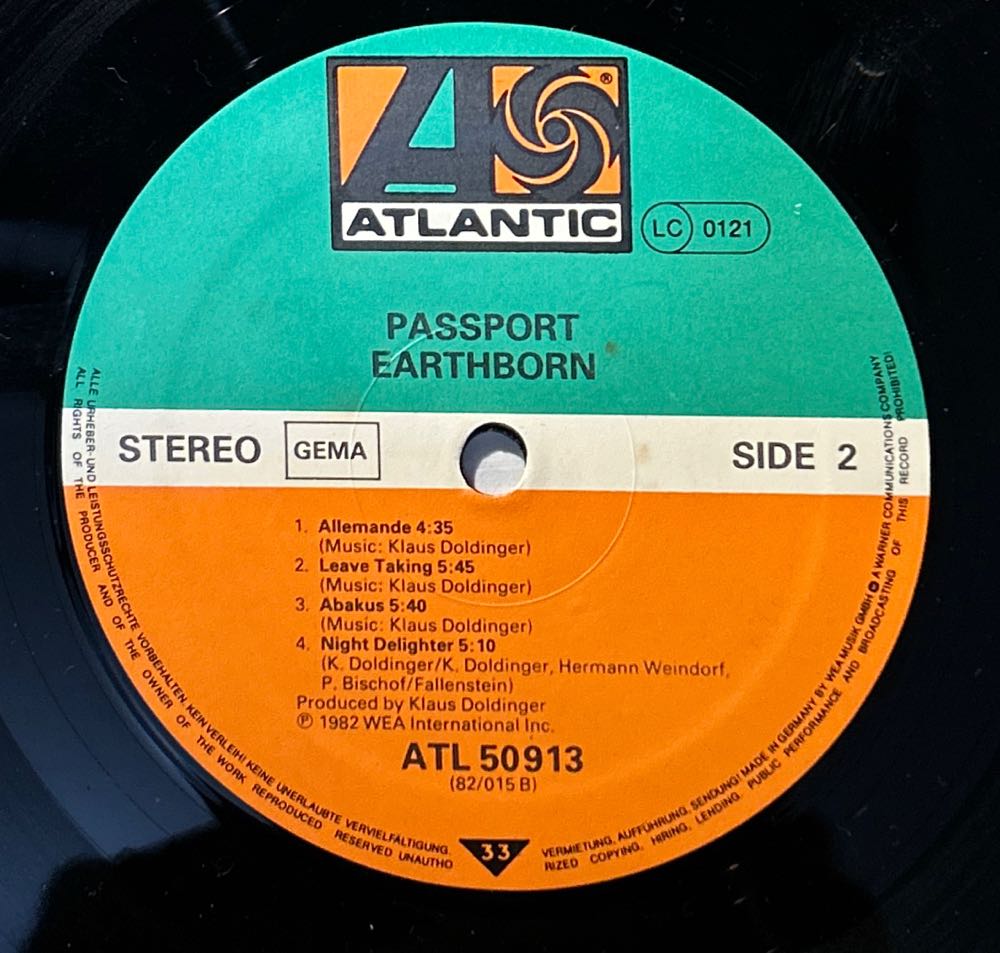 ATLANTIC
®
LC 0121
PASSPORT
EARTHBORN
STEREO GEMA SIDE 2
1. Allemande 4:35
(Music: Klaus Doldinger)
2. Leave Taking 5:45
(Music: Klaus Doldinger)
3. Abakus 5:40
(Music: Klaus Doldinger)
4. Night Delighter 5:10
(K. Doldinger/K. Doldinger, Hermann Weindorf,
P. Bischof/Fallenstein)
Produced by Klaus Doldinger
℗ 1982 WEA International Inc.
ATL 50913
(82/015 B)
33
ALLE URHEBER- UND LEISTUNGSSCHUTZRECHTE VORBEHALTEN. KEIN VERLEIH! KEINE UNERLAUBTE VERVIELFÄLTIGUNG, VERMIETUNG, AUFFÜHRUNG, SENDUNG! MADE IN GERMANY BY WEA MUSIK GMBH A WARNER COMMUNICATIONS COMPANY
ALL RIGHTS OF THE PRODUCER AND OF THE OWNER OF THE WORK REPRODUCED RESERVED UNAUTHO RIZED COPYING, HIRING, LENDING, PUBLIC PERFORMANCE AND BROADCASTING OF THIS RECORD PROHIBITED!